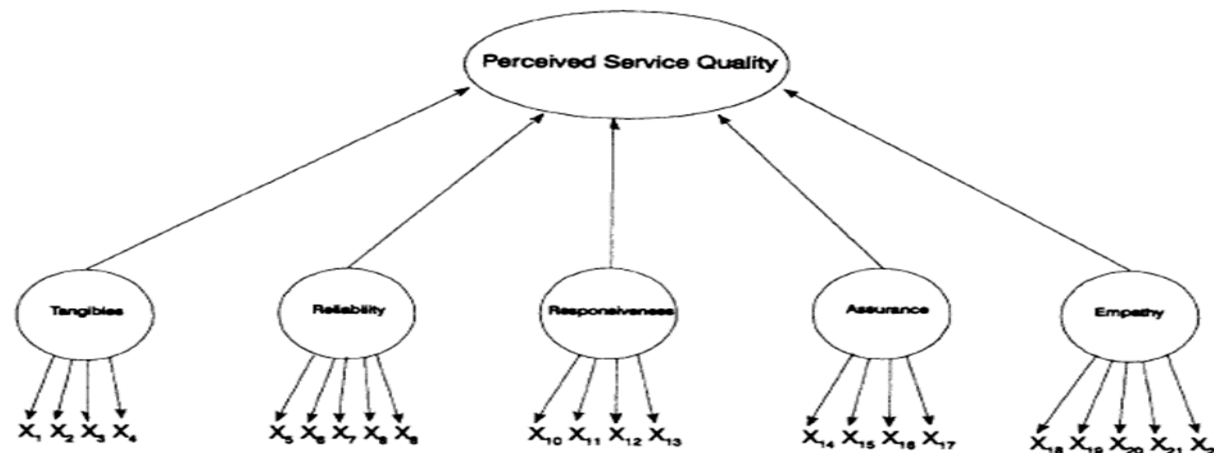 Perceived Service Quality
Tangibles
Reliability
Responsiveness
Assurance
Empathy
X₁ X₂ X₃ X₄
X₅ X₆ X₇ X₈ X₉
X₁₀ X₁₁ X₁₂ X₁₃
X₁₄ X₁₅ X₁₆ X₁₇
X₁₈ X₁₉ X₂₀ X₂₁